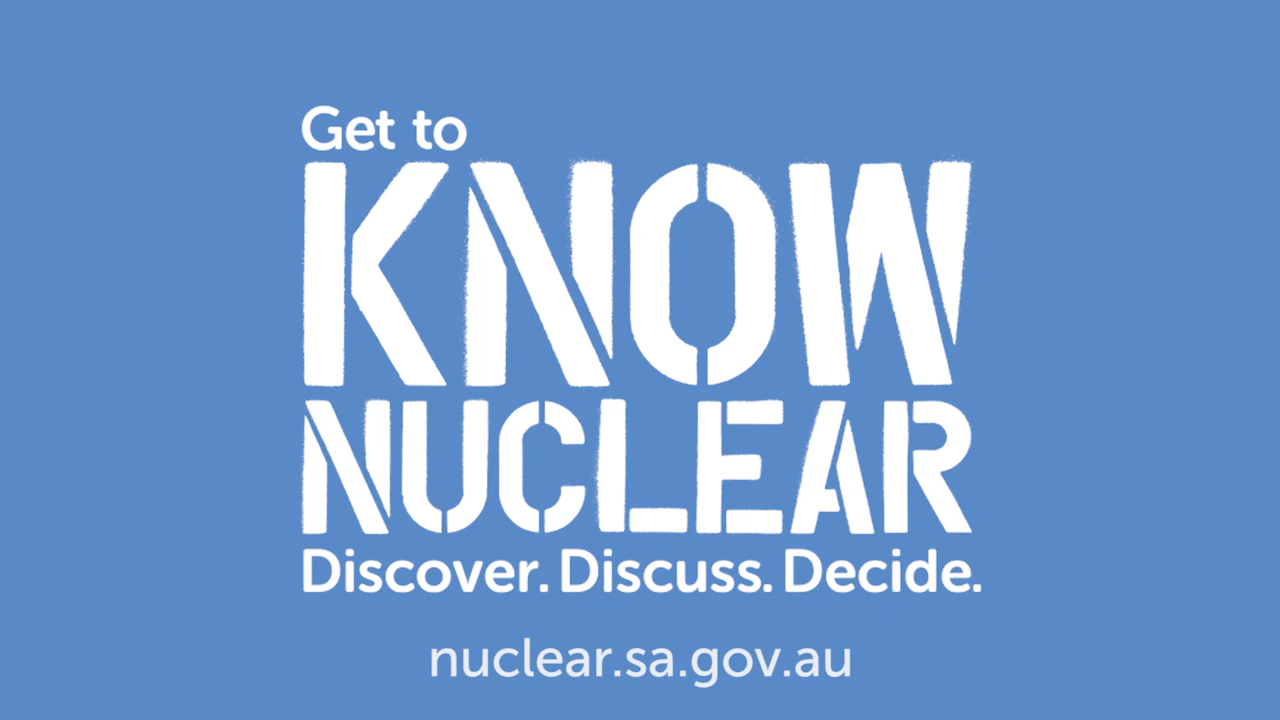 Get to
KNOW
NUCLEAR
Discover. Discuss. Decide.
nuclear.sa.gov.au